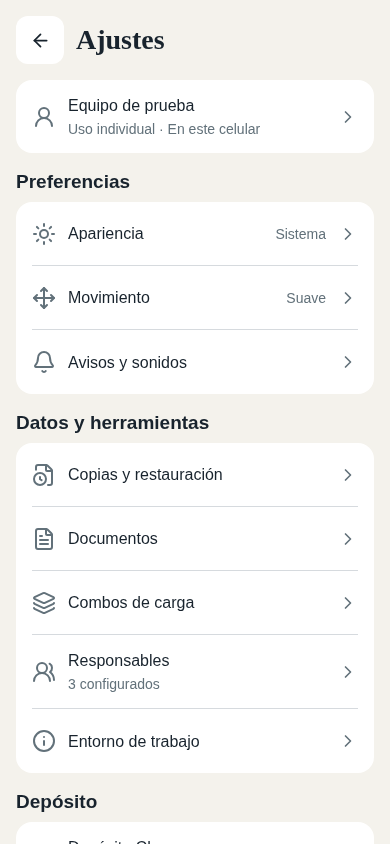 Ajustes
Equipo de prueba
Uso individual · En este celular
Preferencias
Apariencia
Sistema
Movimiento
Suave
Avisos y sonidos
Datos y herramientas
Copias y restauración
Documentos
Combos de carga
Responsables
3 configurados
Entorno de trabajo
Depósito